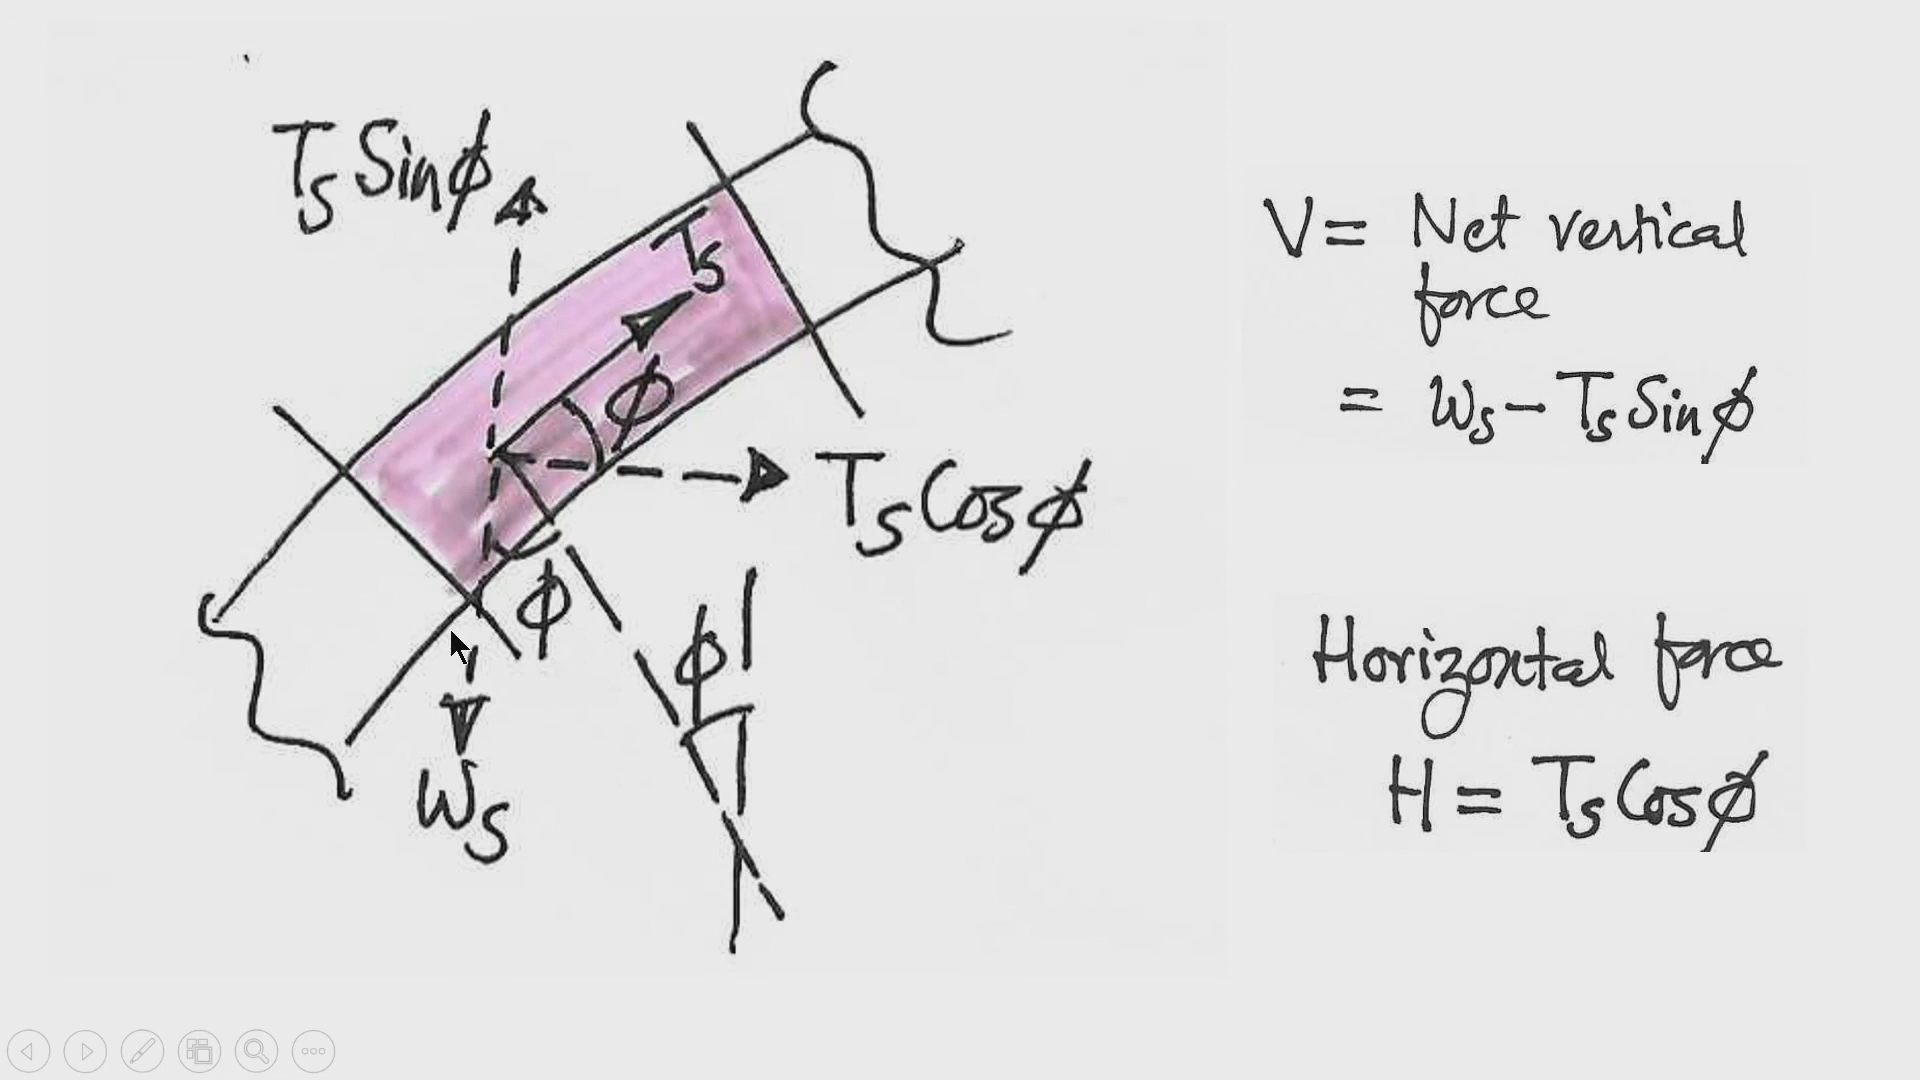 Ts Sinϕ
Ts
ϕ
Ts Cosϕ
ϕ
ϕ
Ws
V = Net vertical
force
= Ws - Ts Sinϕ
Horizontal force
H = Ts Cosϕ